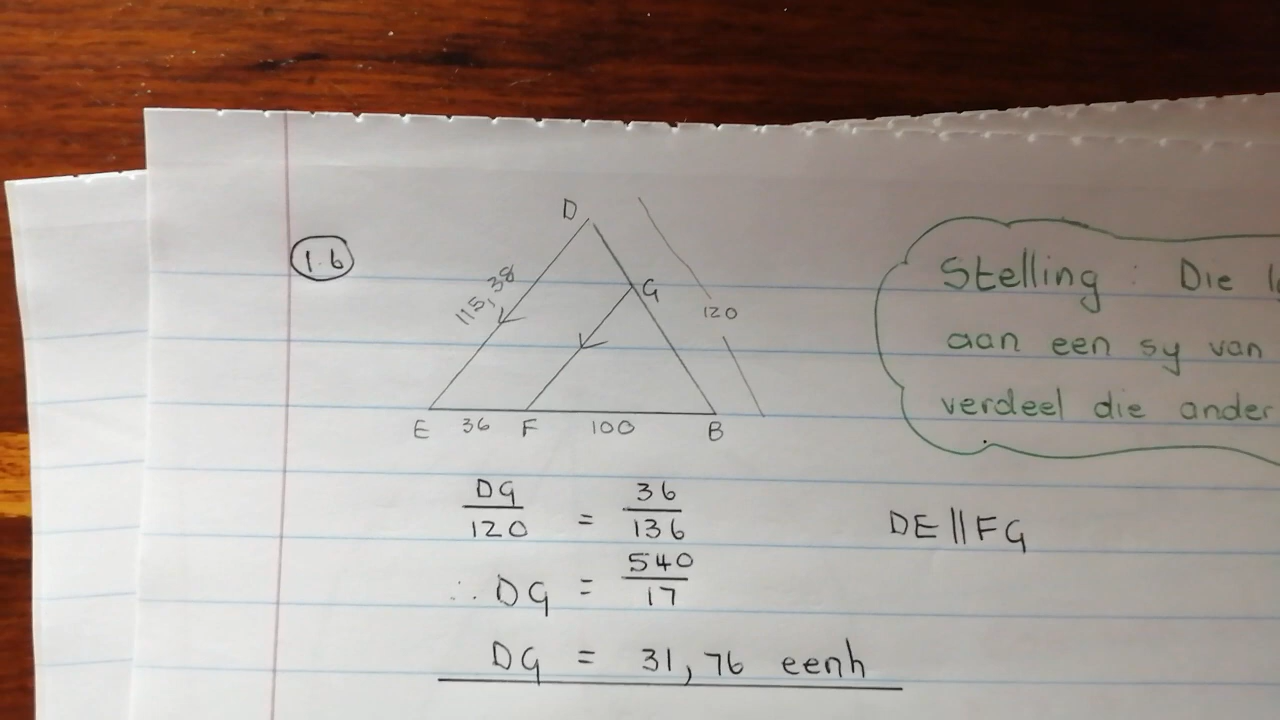 1.6
D
115,38
G
120
E 36 F 100 B
Stelling : Die
aan een sy van
verdeel die ander
DG/120 = 36/136 DE||FG
∴ DG = 540/17
DG = 31,76 eenh